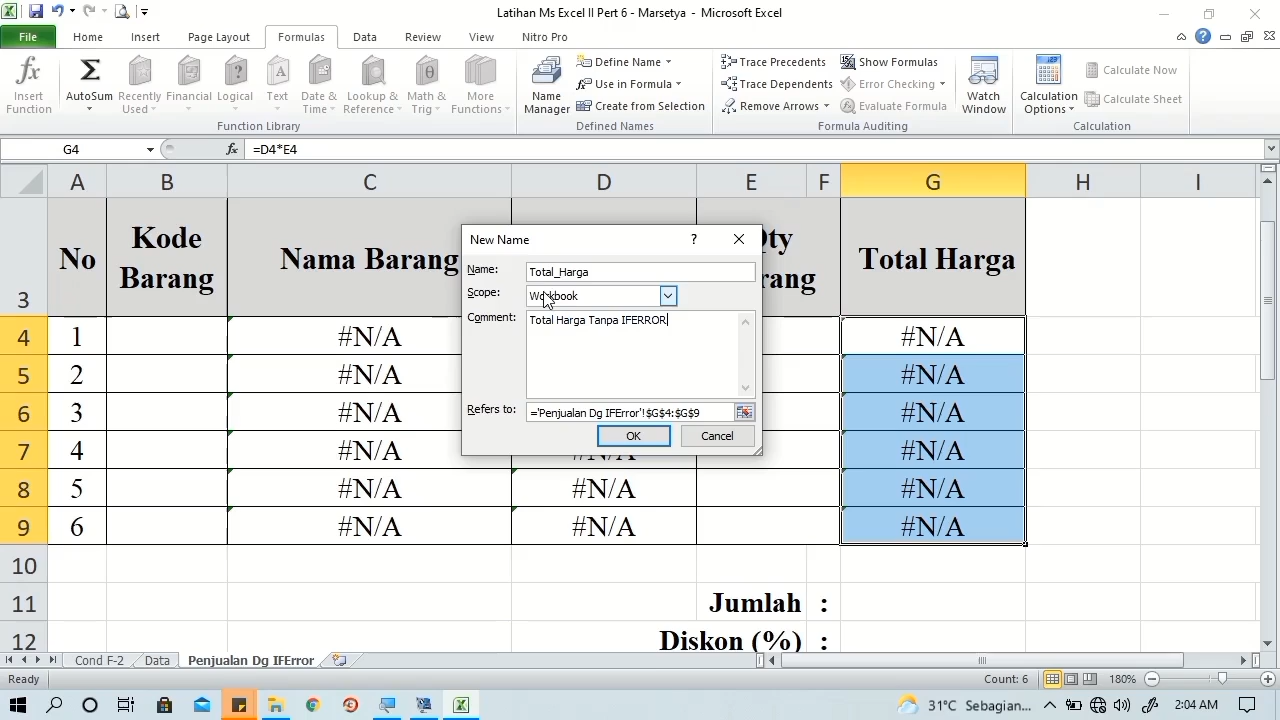 Latihan Ms Excel II Pert 6 - Marsetya - Microsoft Excel
File Home Insert Page Layout Formulas Data Review View Nitro Pro
Insert Function
AutoSum
Recently Used
Financial
Logical
Text
Date & Time
Lookup & Reference
Math & Trig
More Functions
Function Library
Name Manager
Define Name
Use in Formula
Create from Selection
Defined Names
Trace Precedents
Trace Dependents
Remove Arrows
Show Formulas
Error Checking
Evaluate Formula
Formula Auditing
Watch Window
Calculation Options
Calculate Now
Calculate Sheet
Calculation
G4 fx =D4*E4
A B C D E F G H I
3 No Kode Barang Nama Barang Total Harga
4 1 #N/A #N/A
5 2 #N/A #N/A
6 3 #N/A #N/A
7 4 #N/A #N/A
8 5 #N/A #N/A #N/A
9 6 #N/A #N/A #N/A
10
11 Jumlah :
12 Diskon (%) :
New Name ?
Name: Total_Harga
Scope: Workbook
Comment: Total Harga Tanpa IFERROR
Refers to: ='Penjualan Dg IFError'!$G$4:$G$9
OK Cancel
Cond F-2 Data Penjualan Dg IFError
Ready Count: 6 180%
31°C Sebagian... 2:04 AM